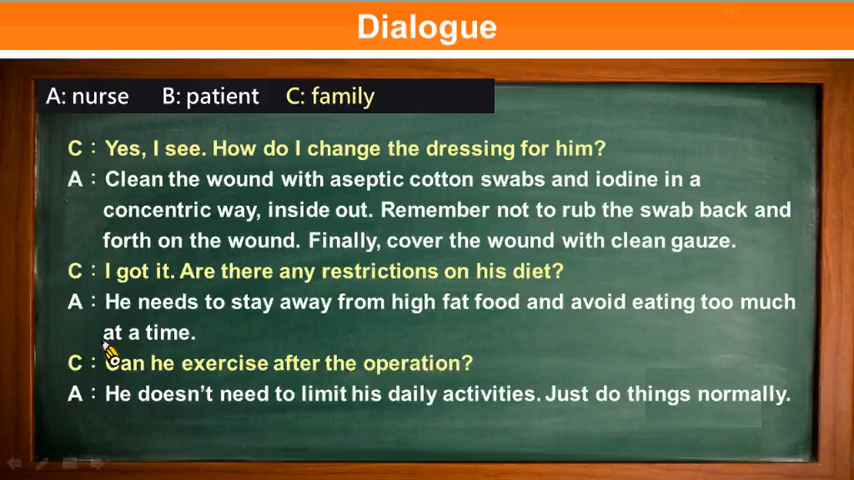 Dialogue
A: nurse B: patient C: family
C：Yes, I see. How do I change the dressing for him?
A：Clean the wound with aseptic cotton swabs and iodine in a
concentric way, inside out. Remember not to rub the swab back and
forth on the wound. Finally, cover the wound with clean gauze.
C：I got it. Are there any restrictions on his diet?
A：He needs to stay away from high fat food and avoid eating too much
at a time.
C：Can he exercise after the operation?
A：He doesn’t need to limit his daily activities. Just do things normally.